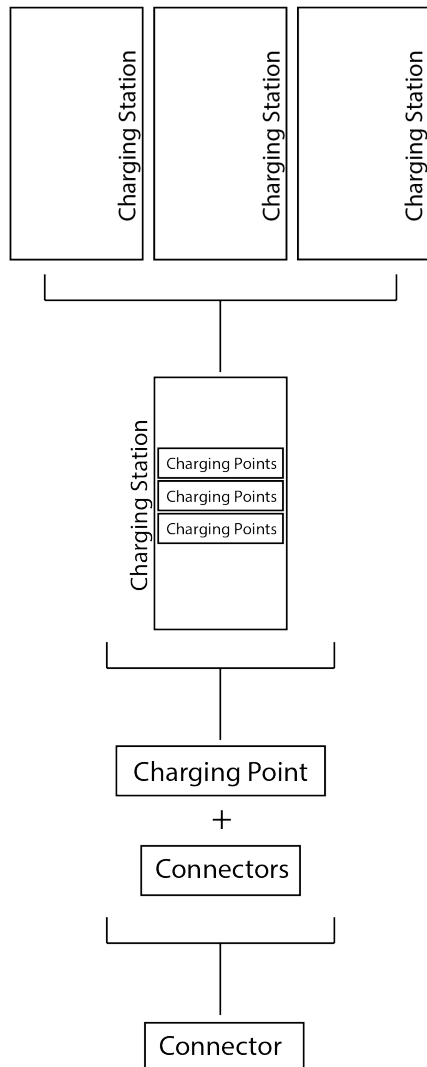 Charging Station
Charging Station
Charging Station
Charging Station
Charging Points
Charging Points
Charging Points
Charging Point
+
Connectors
Connector